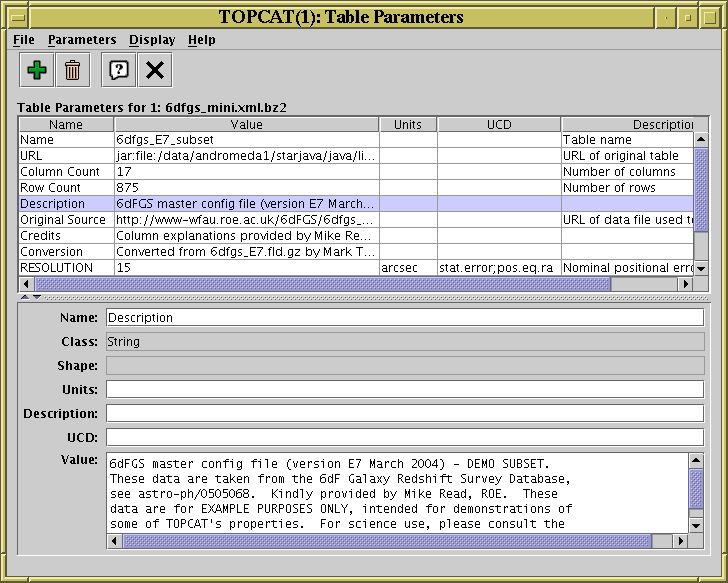 TOPCAT(1): Table Parameters
File Parameters Display Help
Table Parameters for 1: 6dfgs_mini.xml.bz2
Name Value Units UCD Description
Name 6dfgs_E7_subset Table name
URL jar:file:/data/andromeda1/starjava/java/li... URL of original table
Column Count 17 Number of columns
Row Count 875 Number of rows
Description 6dFGS master config file (version E7 March...
Original Source http://www-wfau.roe.ac.uk/6dFGS/6dfgs_... URL of data file used to
Credits Column explanations provided by Mike Re...
Conversion Converted from 6dfgs_E7.fld.gz by Mark T...
RESOLUTION 15 arcsec stat.error;pos.eq.ra Nominal positional erro
Name: Description
Class: String
Shape:
Units:
Description:
UCD:
Value: 6dFGS master config file (version E7 March 2004) - DEMO SUBSET.
These data are taken from the 6dF Galaxy Redshift Survey Database,
see astro-ph/0505068. Kindly provided by Mike Read, ROE. These
data are for EXAMPLE PURPOSES ONLY, intended for demonstrations of
some of TOPCAT's properties. For science use, please consult the